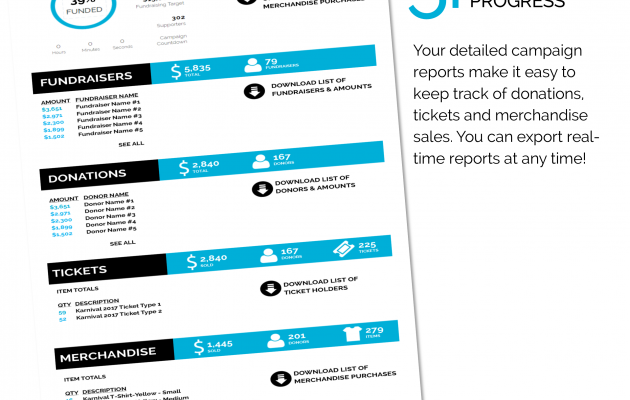 39%
FUNDED
Fundraising Target
302
Supporters
0
Hours
0
Minutes
0
Seconds
Campaign
Countdown
MERCHANDISE PURCHASES
PROGRESS
Your detailed campaign
reports make it easy to
keep track of donations,
tickets and merchandise
sales. You can export real-
time reports at any time!
FUNDRAISERS
$5,835
TOTAL
79
FUNDRAISERS
AMOUNT FUNDRAISER NAME
$3,651 Fundraiser Name #1
$2,971 Fundraiser Name #2
$2,300 Fundraiser Name #3
$1,899 Fundraiser Name #4
$1,502 Fundraiser Name #5
SEE ALL
DOWNLOAD LIST OF
FUNDRAISERS & AMOUNTS
DONATIONS
$2,840
TOTAL
167
DONORS
AMOUNT DONOR NAME
$3,651 Donor Name #1
$2,971 Donor Name #2
$2,300 Donor Name #3
$1,899 Donor Name #4
$1,502 Donor Name #5
SEE ALL
DOWNLOAD LIST OF
DONORS & AMOUNTS
TICKETS
$2,840
SOLD
167
DONORS
225
TICKETS
ITEM TOTALS
QTY DESCRIPTION
59 Karnival 2017 Ticket Type 1
52 Karnival 2017 Ticket Type 2
DOWNLOAD LIST OF
TICKET HOLDERS
MERCHANDISE
$1,445
SOLD
201
DONORS
279
ITEMS
ITEM TOTALS
QTY DESCRIPTION
Karnival T-Shirt-Yellow - Small
Medium
DOWNLOAD LIST OF
MERCHANDISE PURCHASES